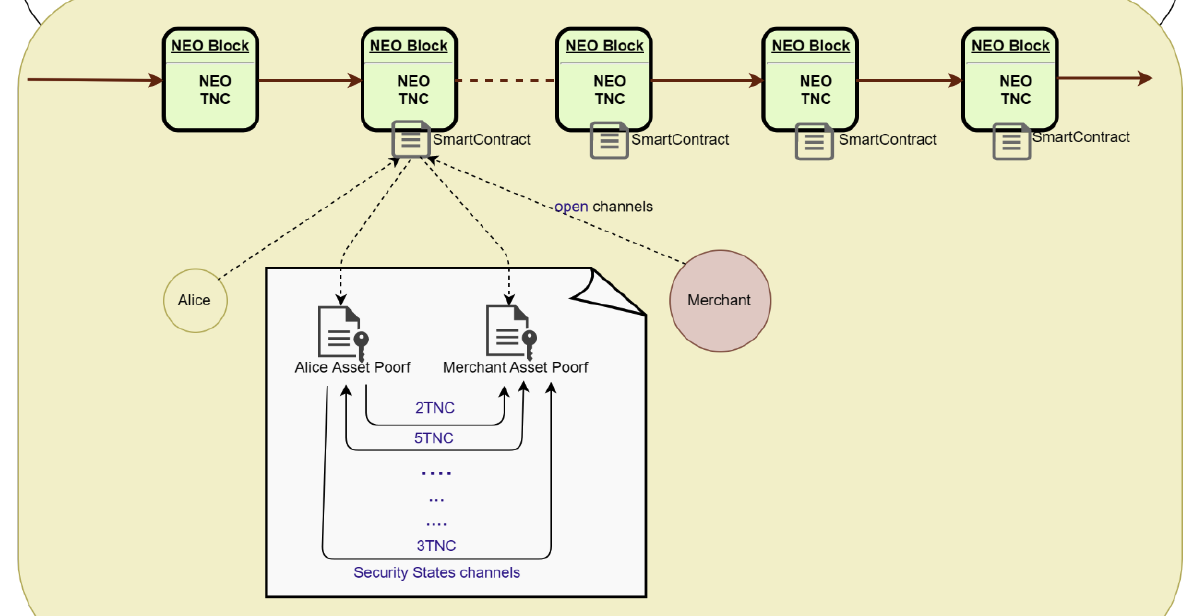 NEO Block NEO Block NEO Block NEO Block NEO Block
NEO NEO NEO NEO NEO
TNC TNC TNC TNC TNC
SmartContract SmartContract SmartContract SmartContract
open channels
Alice
Merchant
Alice Asset Poorf Merchant Asset Poorf
2TNC
5TNC
....
...
....
3TNC
Security States channels